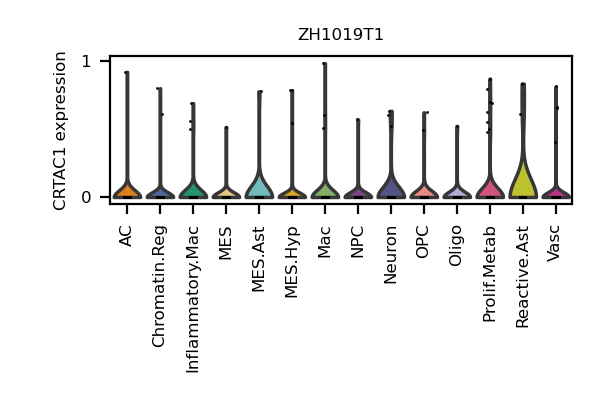 ZH1019T1
CRTAC1 expression
1
0
AC
Chromatin.Reg
Inflammatory.Mac
MES
MES.Ast
MES.Hyp
Mac
NPC
Neuron
OPC
Oligo
Prolif.Metab
Reactive.Ast
Vasc